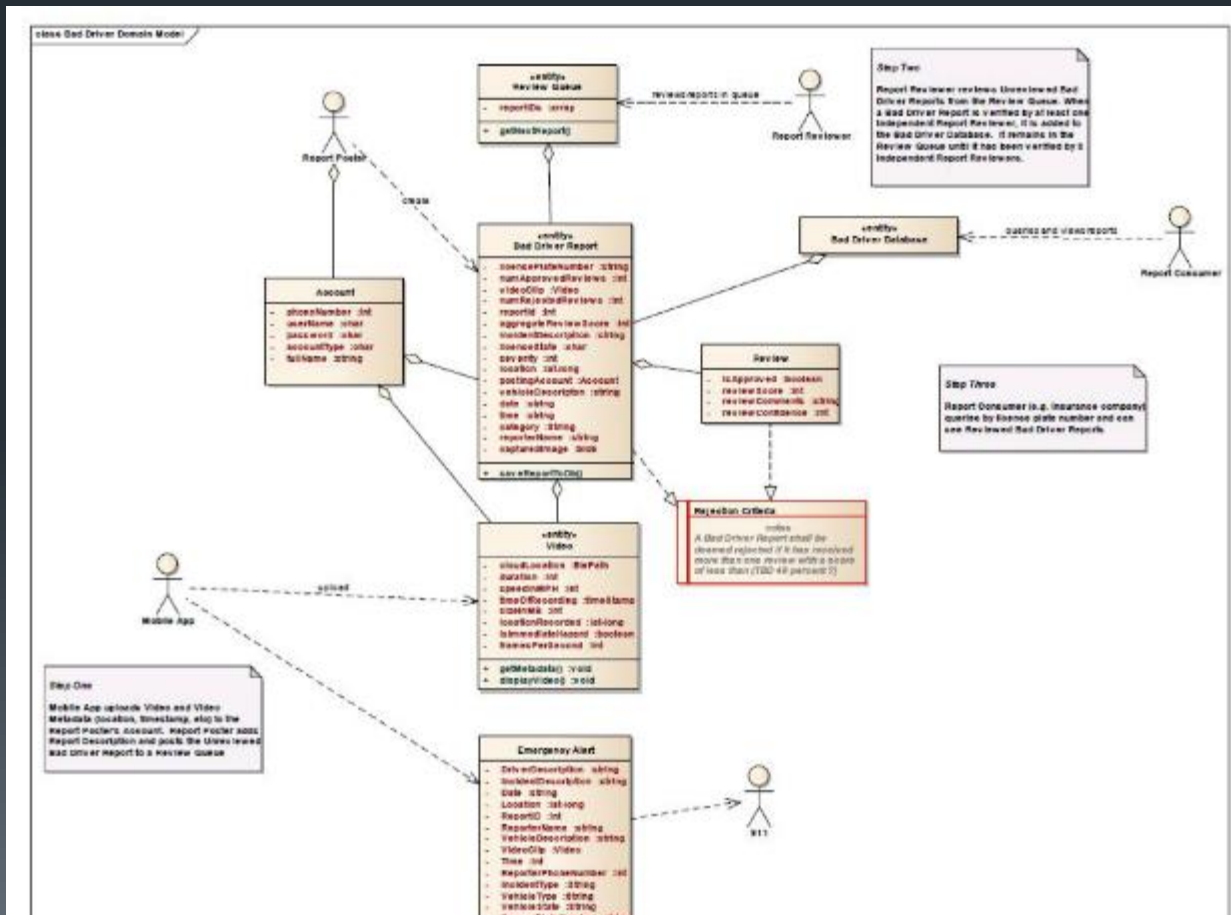 class Bad Driver Domain Model
«entity»
Review Queue
- reportIDs :array
+ getNextReport()
reviews reports in queue
Report Reviewer
Step Two
Report Reviewer reviews Unreviewed Bad
Driver Reports from the Review Queue. When
a Bad Driver Report is verified by at least one
Independent Report Reviewer, it is added to
the Bad Driver Database. It remains in the
Review Queue until it has been verified by
Independent Report Reviewers.
Report Poster
create
«entity»
Bad Driver Report
- licensePlateNumber :string
- numApprovedReviews :int
- videoClip :Video
- numRejectedReviews :int
- reportId :int
- aggregateReviewScore :int
- incidentDescription :string
- licenseState :char
- severity :int
- location :lat-long
- postingAccount :Account
- vehicleDescription :string
- date :string
- time :string
- category :String
- reporterName :string
- capturedImage :blob
+ saveReportToDb()
«entity»
Bad Driver Database
queries and views reports
Report Consumer
Account
- phoneNumber :int
- userName :char
- password :char
- accountType :char
- fullName :string
Review
- isApproved :boolean
- reviewScore :int
- reviewComments :string
- reviewConfidence :int
Step Three
Report Consumer (e.g. insurance company)
queries by license plate number and can
see Reviewed Bad Driver Reports
Rejection Criteria
notes
A Bad Driver Report shall be
deemed rejected if it has received
more than one review with a score
of less than (TBD 49 percent?)
«entity»
Video
- cloudLocation
- duration :int
- speedInMPH :int
- timeOfRecording :timeStamp
- sizeInMB :int
- locationRecorded :lat-long
- isImmediateHazard :boolean
- framesPerSecond :int
+ getMetadata() :void
+ displayVideo() :void
Mobile App
upload
Step One
Mobile App uploads Video and Video
Metadata (location, timestamp, etc) to the
Report Poster's Account. Report Poster adds
Report Description and posts the Unreviewed
Bad Driver Report to a Review Queue
Emergency Alert
- DriverDescription :string
- IncidentDescription :string
- Date :string
- Location :lat-long
- ReportID :int
- ReporterName :string
- VehicleDescription :string
- VideoClip :Video
- Time :int
- ReporterPhoneNumber :int
- IncidentType :String
- VehicleType :String
- VehicleState :String
911